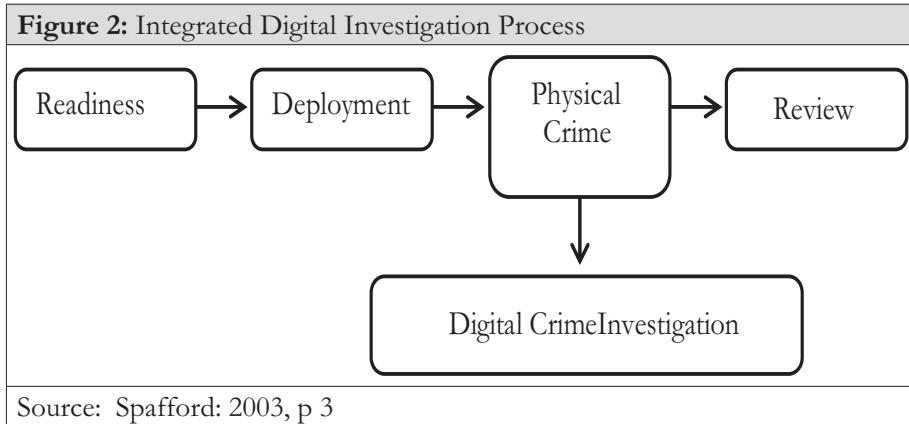 Figure 2: Integrated Digital Investigation Process
Readiness
Deployment
Physical
Crime
Review
Digital CrimeInvestigation
Source: Spafford: 2003, p 3